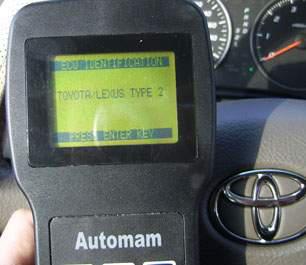 ECU IDENTIFICATION
TOYOTA/LEXUS TYPE 2
PRESS ENTER KEY
Automam